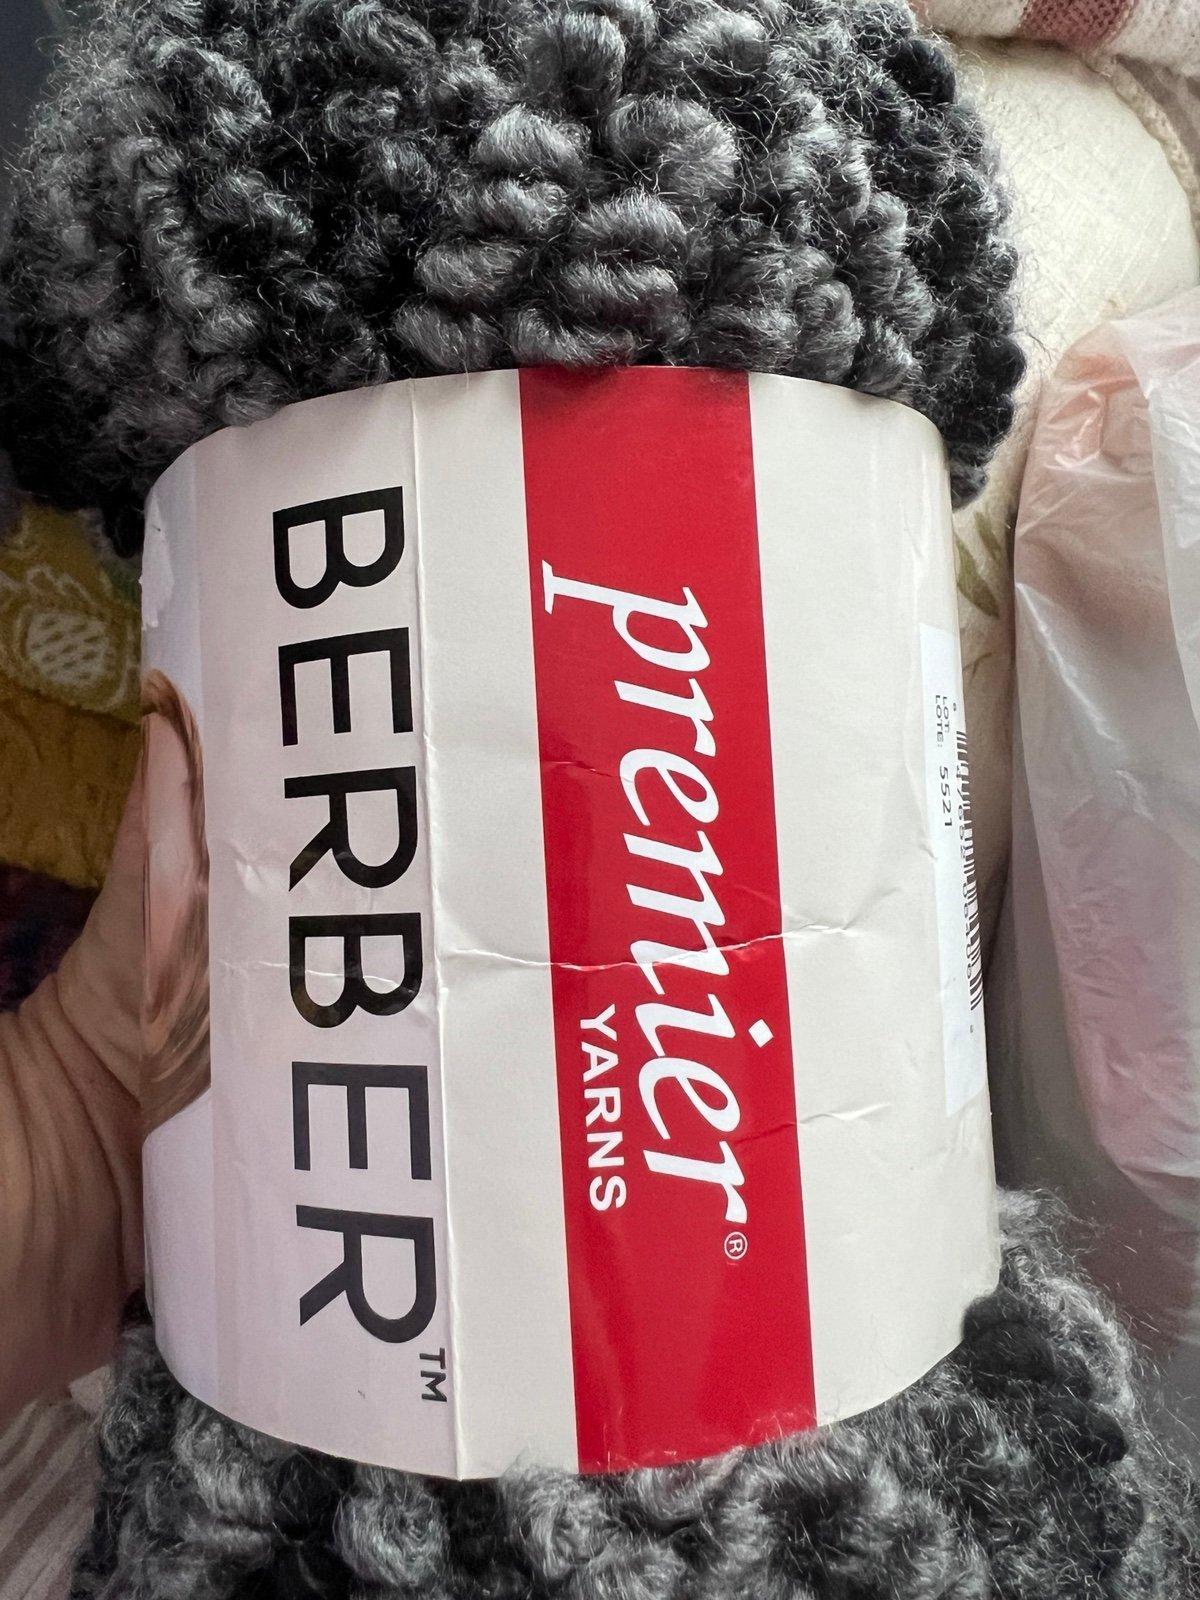 premier®
YARNS
BERBER™
LOT:
LOTE: 5521